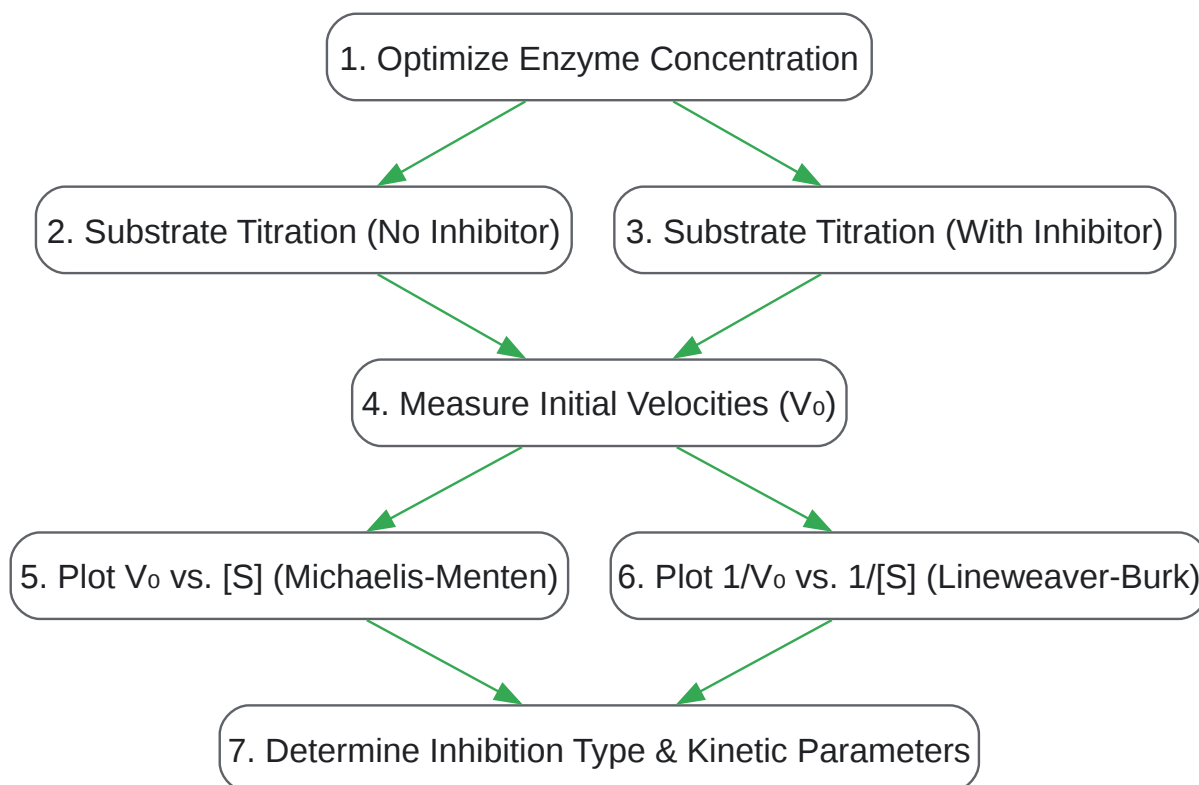 1. Optimize Enzyme Concentration
2. Substrate Titration (No Inhibitor)
3. Substrate Titration (With Inhibitor)
4. Measure Initial Velocities (V₀)
5. Plot V₀ vs. [S] (Michaelis-Menten)
6. Plot 1/V₀ vs. 1/[S] (Lineweaver-Burk)
7. Determine Inhibition Type & Kinetic Parameters